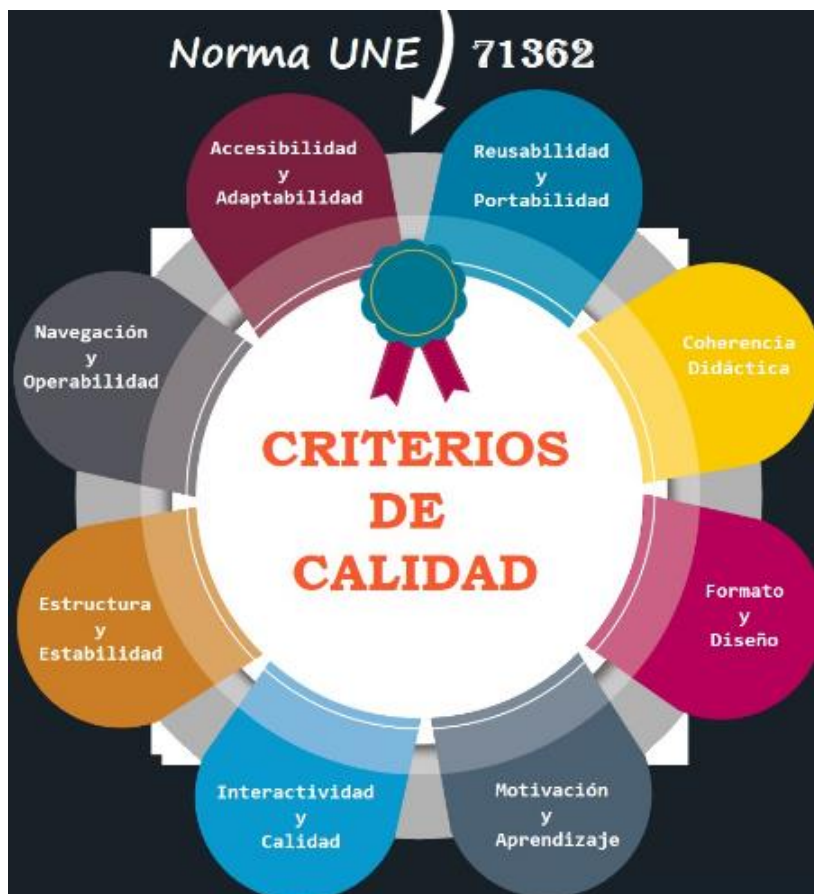 Norma UNE 71362
Accesibilidad
y
Adaptabilidad
Reusabilidad
y
Portabilidad
Navegación
y
Operabilidad
Coherencia
Didáctica
CRITERIOS
DE
CALIDAD
Estructura
y
Estabilidad
Formato
y
Diseño
Interactividad
y
Calidad
Motivación
y
Aprendizaje